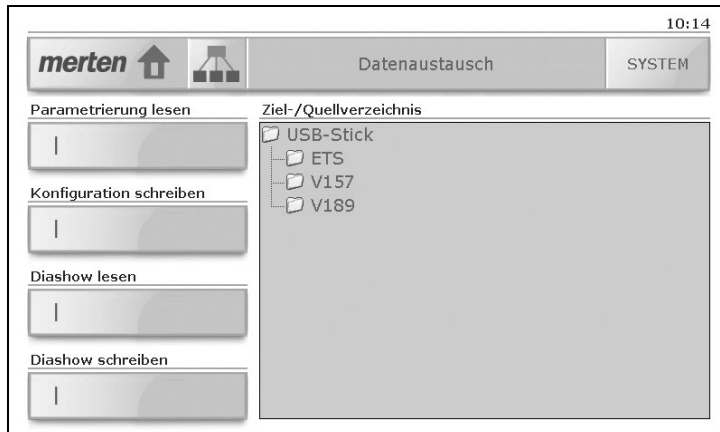 10:14
merten
Datenaustausch
SYSTEM
Parametrierung lesen
Ziel-/Quellverzeichnis
USB-Stick
ETS
V157
V189
Konfiguration schreiben
Diashow lesen
Diashow schreiben